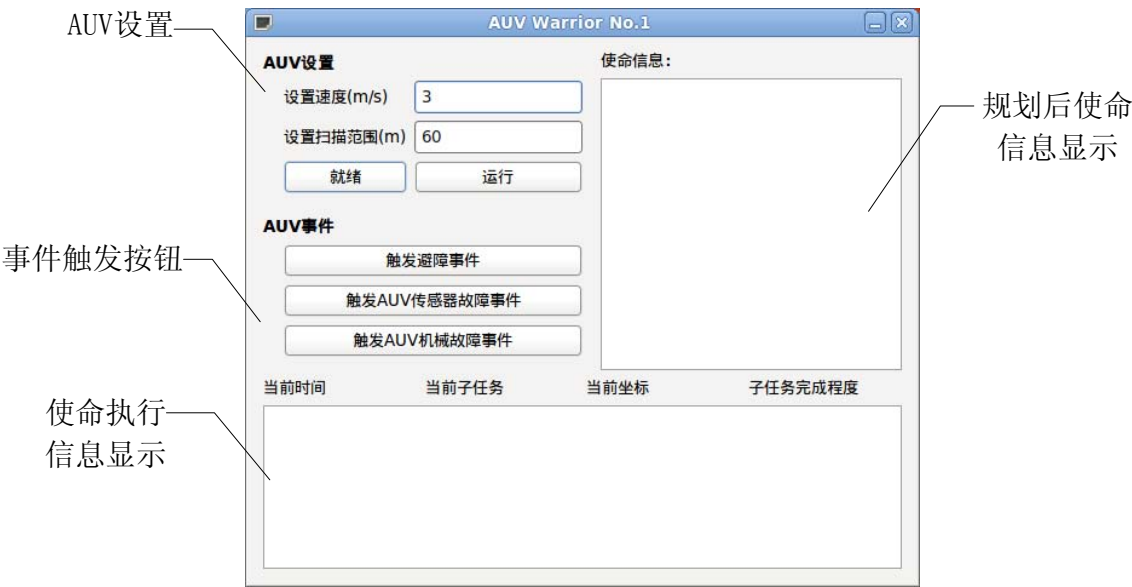 AUV设置
AUV Warrior No.1
AUV设置
使命信息:
设置速度(m/s)
3
设置扫描范围(m)
60
就绪
运行
规划后使命
信息显示
AUV事件
事件触发按钮
触发避障事件
触发AUV传感器故障事件
触发AUV机械故障事件
当前时间
当前子任务
当前坐标
子任务完成程度
使命执行
信息显示